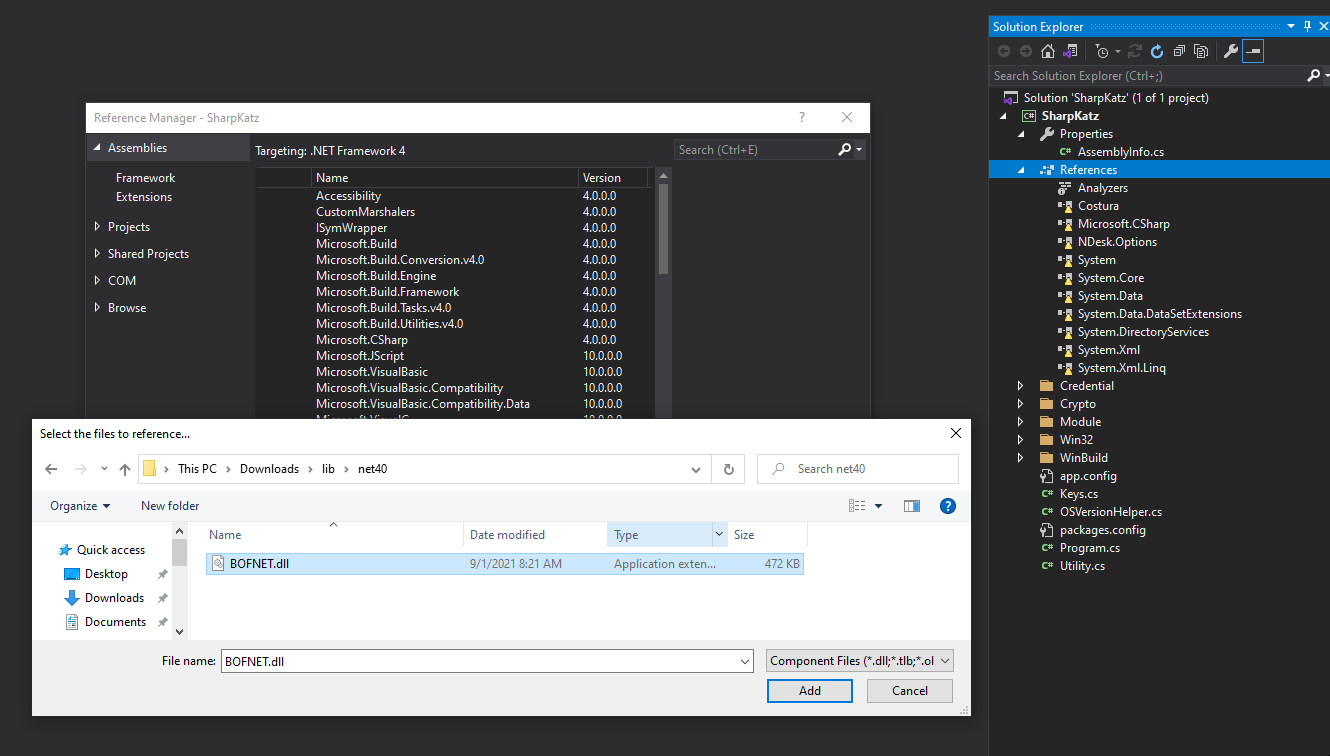 Solution Explorer
Search Solution Explorer (Ctrl+;)
Solution 'SharpKatz' (1 of 1 project)
C# SharpKatz
Properties
C# AssemblyInfo.cs
References
Analyzers
Costura
Microsoft.CSharp
NDesk.Options
System
System.Core
System.Data
System.Data.DataSetExtensions
System.DirectoryServices
System.Xml
System.Xml.Linq
Credential
Crypto
Module
Win32
WinBuild
app.config
C# Keys.cs
C# OSVersionHelper.cs
packages.config
C# Program.cs
C# Utility.cs
Reference Manager - SharpKatz ?
Assemblies
Framework
Extensions
Projects
Shared Projects
COM
Browse
Targeting: .NET Framework 4
Search (Ctrl+E)
Name Version
Accessibility 4.0.0.0
CustomMarshalers 4.0.0.0
ISymWrapper 4.0.0.0
Microsoft.Build 4.0.0.0
Microsoft.Build.Conversion.v4.0 4.0.0.0
Microsoft.Build.Engine 4.0.0.0
Microsoft.Build.Framework 4.0.0.0
Microsoft.Build.Tasks.v4.0 4.0.0.0
Microsoft.Build.Utilities.v4.0 4.0.0.0
Microsoft.CSharp 4.0.0.0
Microsoft.JScript 10.0.0.0
Microsoft.VisualBasic 10.0.0.0
Microsoft.VisualBasic.Compatibility 10.0.0.0
Microsoft.VisualBasic.Compatibility.Data 10.0.0.0
Select the files to reference...
This PC > Downloads > lib > net40
Search net40
Organize New folder ?
Quick access
Desktop
Downloads
Documents
Name Date modified Type Size
BOFNET.dll 9/1/2021 8:21 AM Application exten... 472 KB
File name: BOFNET.dll
Component Files (*.dll;*.tlb;*.ol
Add Cancel